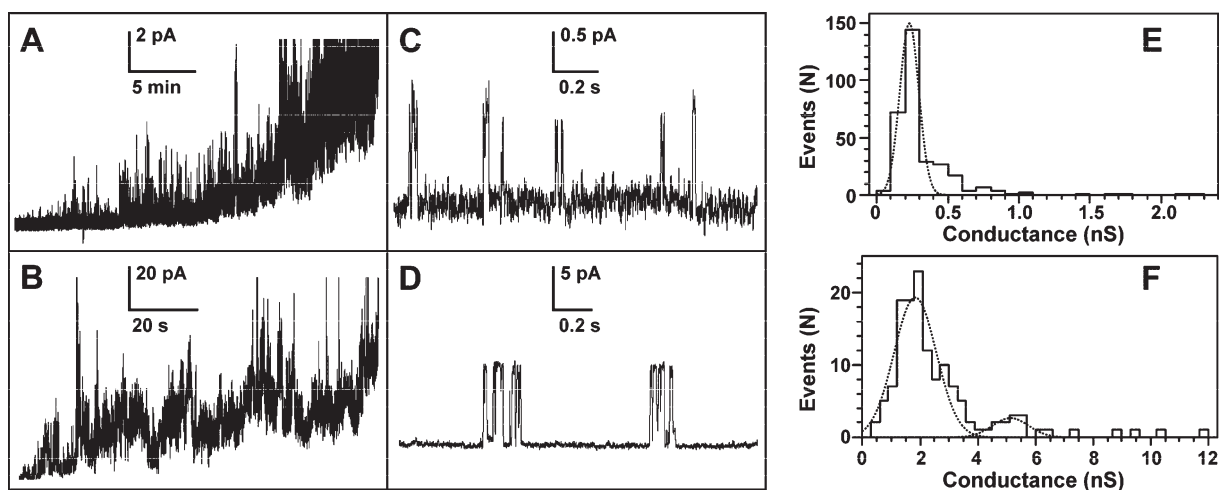 A
2 pA
5 min
B
20 pA
20 s
C
0.5 pA
0.2 s
D
5 pA
0.2 s
E
Events (N)
150
100
50
0
0 0.5 1.0 1.5 2.0
Conductance (nS)
F
Events (N)
20
10
0
0 2 4 6 8 10 12
Conductance (nS)